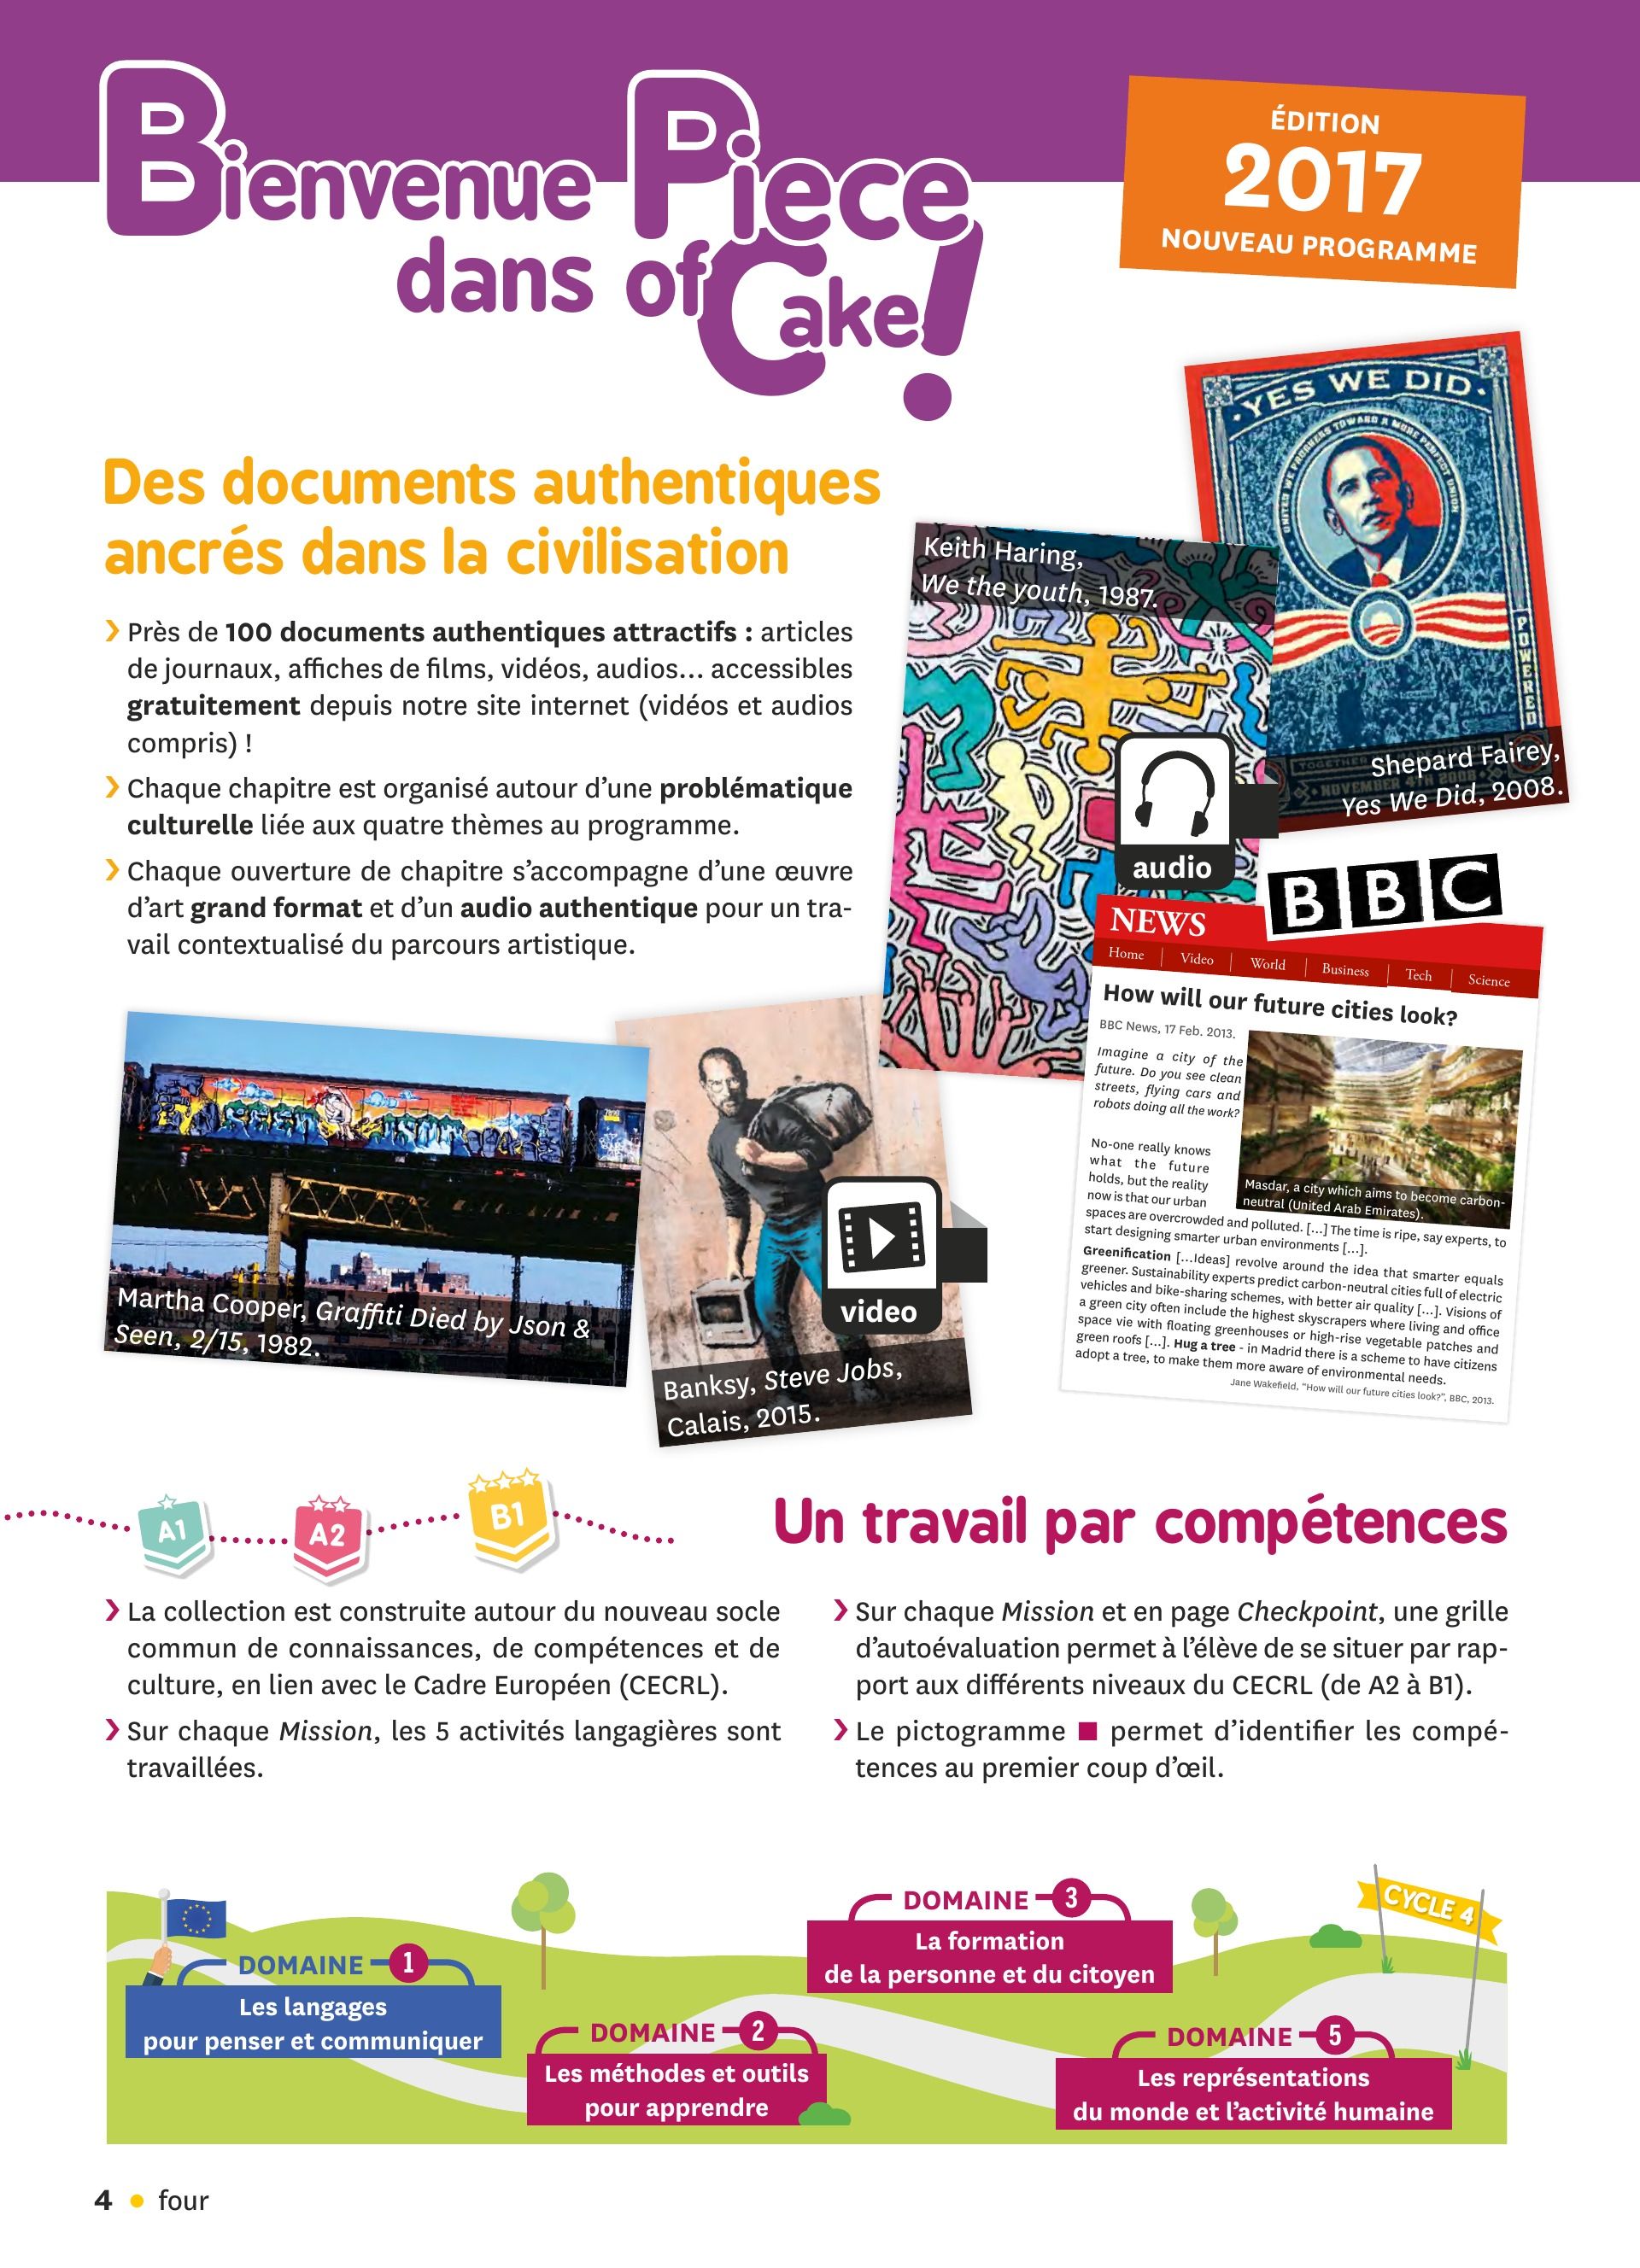 Bienvenue Piece
dans of Cake!
ÉDITION
2017
NOUVEAU PROGRAMME
·YES WE DID·
UNITED WE PROGRESS TOWARD A MORE PERFECT UNION
POWERED
TOGETHER
NOVEMBER 4TH 2008
Shepard Fairey,
Yes We Did, 2008.
Des documents authentiques
ancrés dans la civilisation
Keith Haring,
We the youth, 1987.
audio
› Près de 100 documents authentiques attractifs : articles
de journaux, affiches de films, vidéos, audios... accessibles
gratuitement depuis notre site internet (vidéos et audios
compris) !
› Chaque chapitre est organisé autour d’une problématique
culturelle liée aux quatre thèmes au programme.
› Chaque ouverture de chapitre s’accompagne d’une œuvre
d’art grand format et d’un audio authentique pour un tra-
vail contextualisé du parcours artistique.
BBC
NEWS
Home | Video | World | Business | Tech | Science
How will our future cities look?
BBC News, 17 Feb. 2013.
Imagine a city of the
future. Do you see clean
streets, flying cars and
robots doing all the work?
No-one really knows
what the future
holds, but the reality
now is that our urban
spaces are overcrowded and polluted. [...] The time is ripe, say experts, to
start designing smarter urban environments [...].
Masdar, a city which aims to become carbon-
neutral (United Arab Emirates).
Greenification [...Ideas] revolve around the idea that smarter equals
greener. Sustainability experts predict carbon-neutral cities full of electric
vehicles and bike-sharing schemes, with better air quality [...]. Visions of
a green city often include the highest skyscrapers where living and office
space vie with floating greenhouses or high-rise vegetable patches and
green roofs [...]. Hug a tree - in Madrid there is a scheme to have citizens
adopt a tree, to make them more aware of environmental needs.
Jane Wakefield, “How will our future cities look?”, BBC, 2013.
Martha Cooper, Graffiti Died by Json &
Seen, 2/15, 1982.
video
Banksy, Steve Jobs,
Calais, 2015.
A1
A2
B1
Un travail par compétences
› La collection est construite autour du nouveau socle
commun de connaissances, de compétences et de
culture, en lien avec le Cadre Européen (CECRL).
› Sur chaque Mission, les 5 activités langagières sont
travaillées.
› Sur chaque Mission et en page Checkpoint, une grille
d’autoévaluation permet à l’élève de se situer par rap-
port aux différents niveaux du CECRL (de A2 à B1).
› Le pictogramme ■ permet d’identifier les compé-
tences au premier coup d’œil.
CYCLE 4
DOMAINE 1
Les langages
pour penser et communiquer
DOMAINE 2
Les méthodes et outils
pour apprendre
DOMAINE 3
La formation
de la personne et du citoyen
DOMAINE 5
Les représentations
du monde et l’activité humaine
4 • four